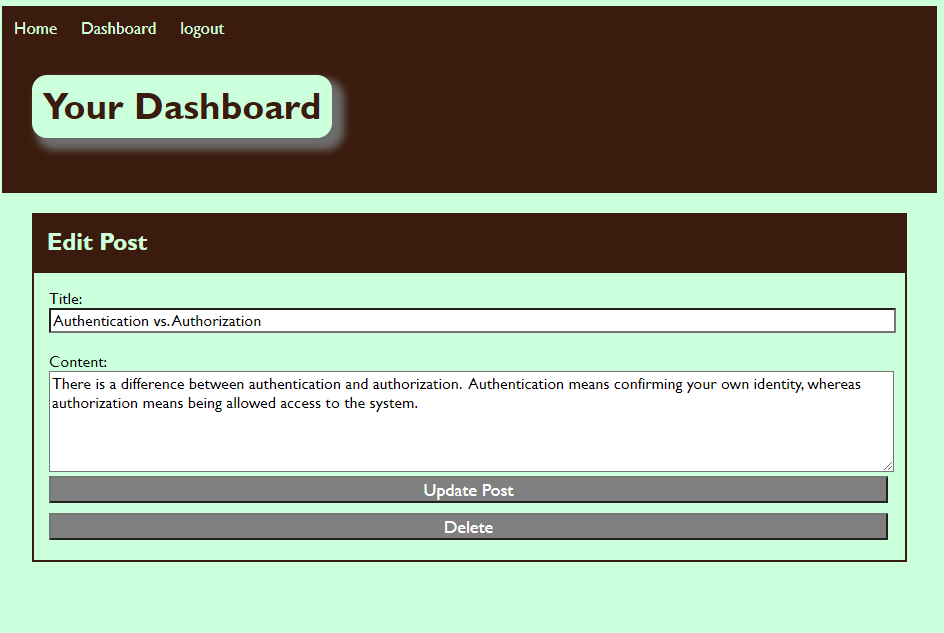 Home Dashboard logout
Your Dashboard
Edit Post
Title:
Authentication vs. Authorization
Content:
There is a difference between authentication and authorization. Authentication means confirming your own identity, whereas
authorization means being allowed access to the system.
Update Post
Delete